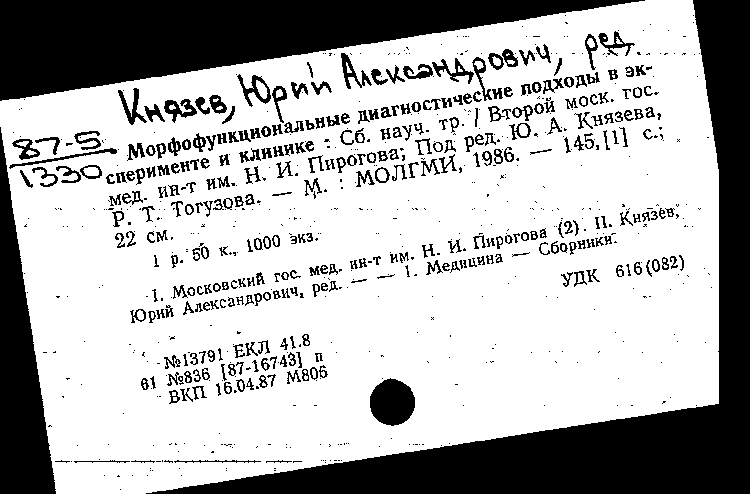 Князев, Юрий Александрович, ред.
87-5
1330
Морфофункциональные диагностические подходы в эк-
сперименте и клинике : Сб. науч. тр. / Второй моск. гос.
мед. ин-т им. Н. И. Пирогова; Под ред. Ю. А. Князева,
Р. Т. Тогузова. — М. : МОЛГМИ, 1986. — 145,[1] с.;
22 см.
1 р. 50 к., 1000 экз.
I. Московский гос. мед. ин-т им. Н. И. Пирогова (2). II. Князев,
Юрий Александрович, ред. — — 1. Медицина — Сборники.
УДК 616(082)
№13791 ЕКЛ 41.8
61 №836 [87-16743] п
ВКП 16.04.87 М806